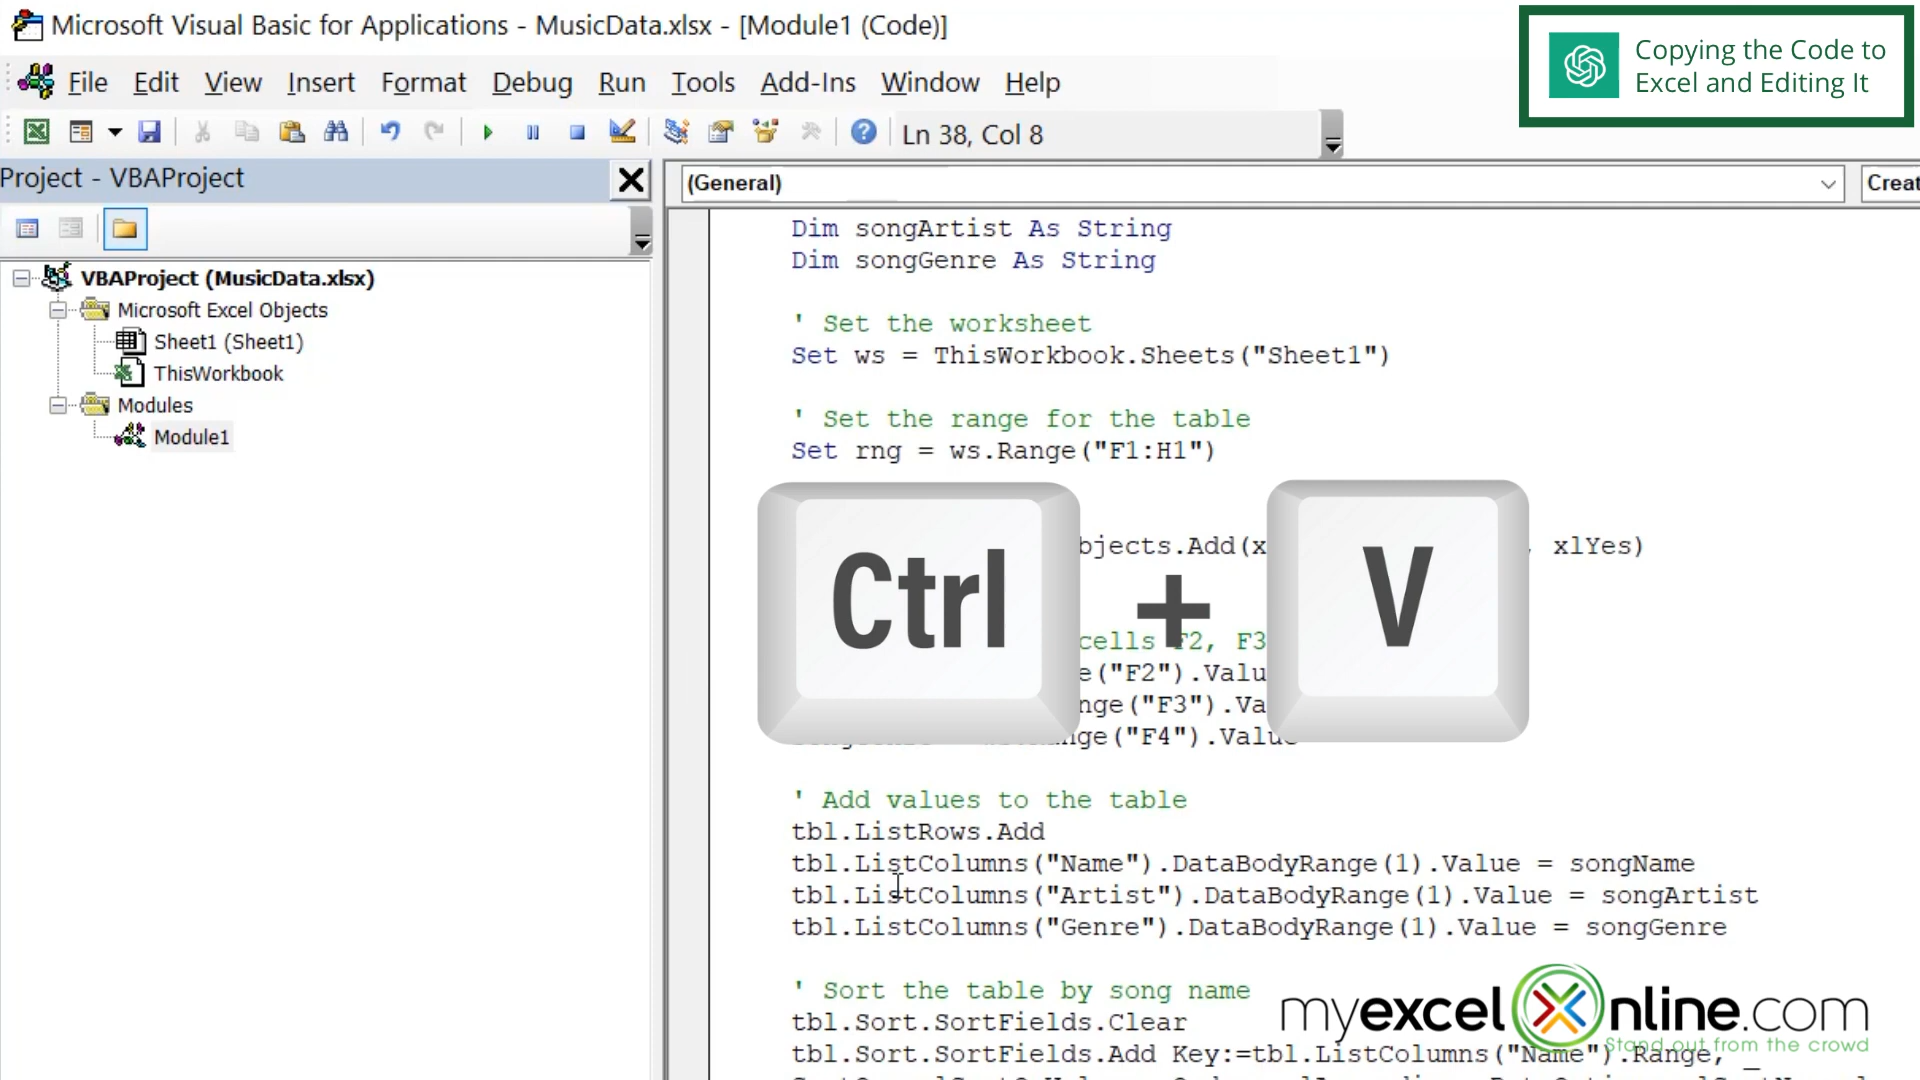 Microsoft Visual Basic for Applications - MusicData.xlsx - [Module1 (Code)]
Copying the Code to
Excel and Editing It
File Edit View Insert Format Debug Run Tools Add-Ins Window Help
Ln 38, Col 8
Project - VBAProject
(General)
Creat
VBAProject (MusicData.xlsx)
Microsoft Excel Objects
Sheet1 (Sheet1)
ThisWorkbook
Modules
Module1
Dim songArtist As String
Dim songGenre As String
' Set the worksheet
Set ws = ThisWorkbook.Sheets("Sheet1")
' Set the range for the table
Set rng = ws.Range("F1:H1")
bjects.Add(x , xlYes)
Ctrl + V
cells F2, F3
e("F2").Valu
nge("F3").Va
nge("F4").Value
' Add values to the table
tbl.ListRows.Add
tbl.ListColumns("Name").DataBodyRange(1).Value = songName
tbl.ListColumns("Artist").DataBodyRange(1).Value = songArtist
tbl.ListColumns("Genre").DataBodyRange(1).Value = songGenre
' Sort the table by song name
tbl.Sort.SortFields.Clear
tbl.Sort.SortFields.Add Key:=tbl.ListColumns("Name").Range, _
myexcelOnline.com
Stand out from the crowd